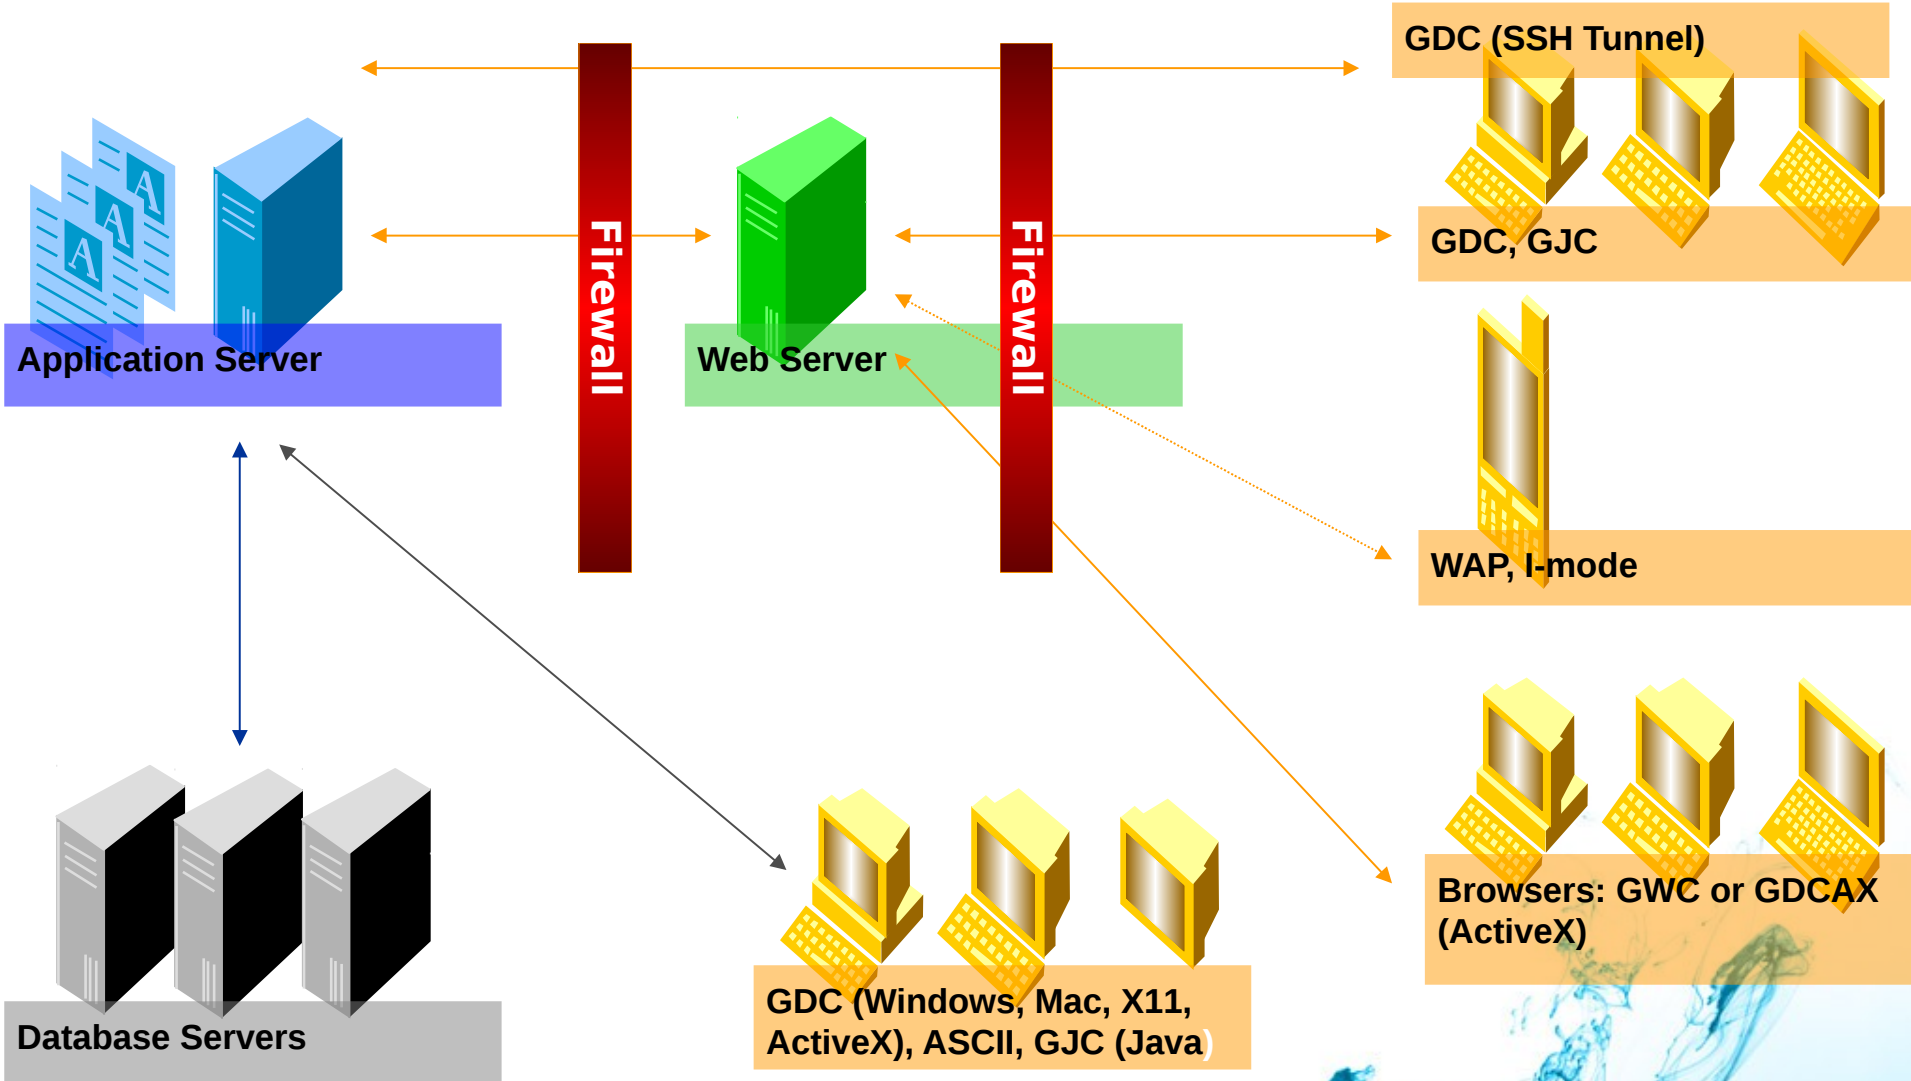 GDC (SSH Tunnel)
A
A
A
Firewall
Firewall
GDC, GJC
Application Server
Web Server
WAP, I-mode
Browsers: GWC or GDCAX
(ActiveX)
GDC (Windows, Mac, X11,
ActiveX), ASCII, GJC (Java)
Database Servers